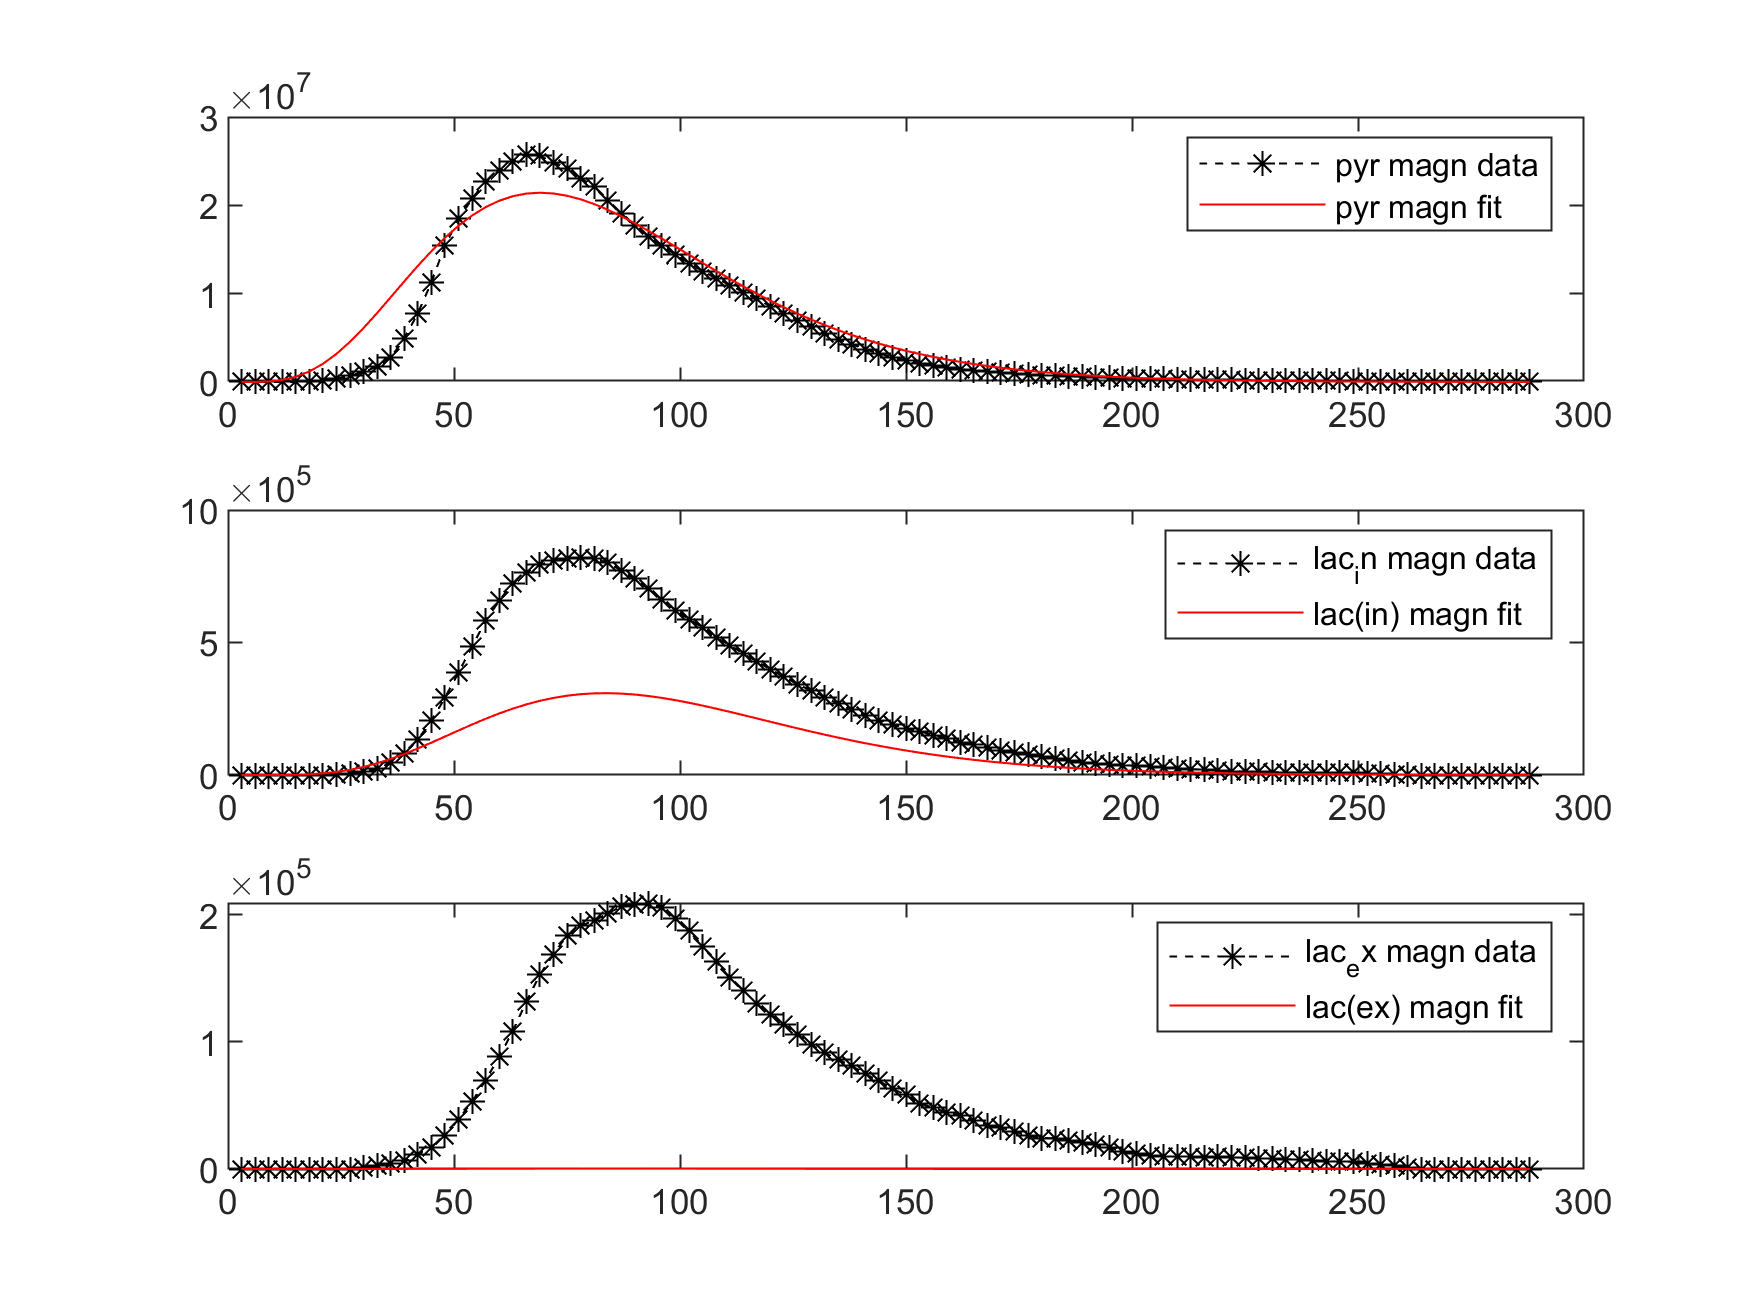 ×10^7
3
2
1
0
0 50 100 150 200 250 300
pyr magn data
pyr magn fit
×10^5
10
5
0
0 50 100 150 200 250 300
lac_in magn data
lac(in) magn fit
×10^5
2
1
0
0 50 100 150 200 250 300
lac_ex magn data
lac(ex) magn fit